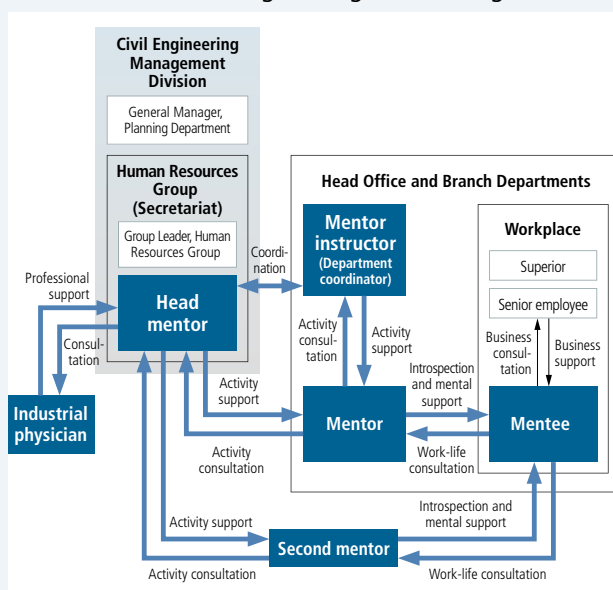 Civil Engineering
Management
Division
General Manager,
Planning Department
Human Resources
Group
(Secretariat)
Group Leader, Human
Resources Group
Head
mentor
Professional
support
Consul-
tation
Industrial
physician
Coordi-
nation
Head Office and Branch Departments
Mentor
instructor
(Department
coordinator)
Workplace
Superior
Senior employee
Activity
consul-
tation
Activity
support
Business
consul-
tation
Business
support
Introspection
and mental
support
Activity
support
Mentor
Mentee
Activity
consultation
Work-life
consultation
Activity support
Second mentor
Introspection and
mental support
Activity consultation
Work-life consultation